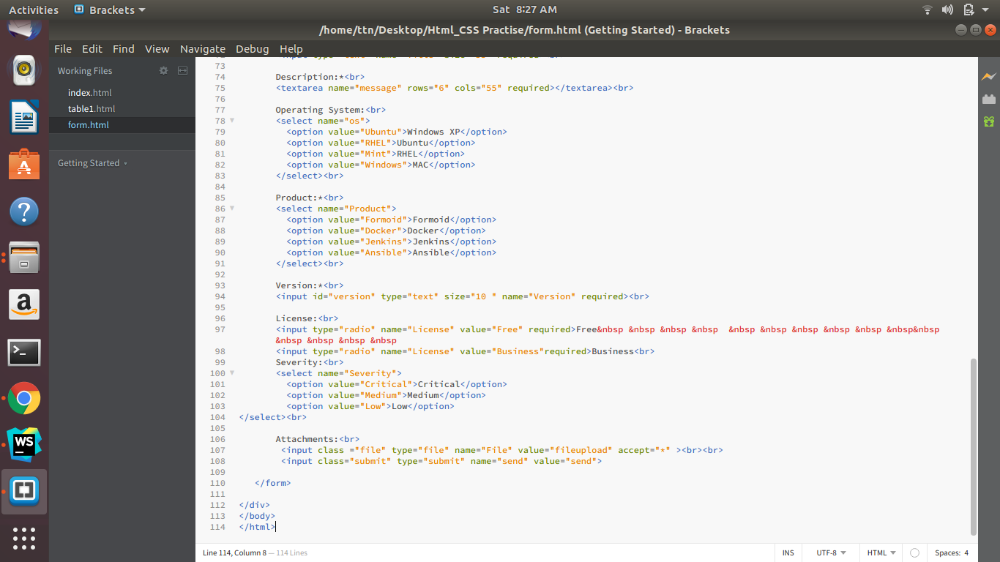 Activities
Brackets
Sat 8:27 AM
/home/ttn/Desktop/Html_CSS Practise/form.html (Getting Started) - Brackets
File Edit Find View Navigate Debug Help
Working Files
index.html
table1.html
form.html
Getting Started
73
74 Description:*<br>
75 <textarea name="message" rows="6" cols="55" required></textarea><br>
76
77 Operating System:<br>
78 <select name="os">
79 <option value="Ubuntu">Windows XP</option>
80 <option value="RHEL">Ubuntu</option>
81 <option value="Mint">RHEL</option>
82 <option value="Windows">MAC</option>
83 </select><br>
84
85 Product:*<br>
86 <select name="Product">
87 <option value="Formoid">Formoid</option>
88 <option value="Docker">Docker</option>
89 <option value="Jenkins">Jenkins</option>
90 <option value="Ansible">Ansible</option>
91 </select><br>
92
93 Version:*<br>
94 <input id="version" type="text" size="10 " name="Version" required><br>
95
96 License:<br>
97 <input type="radio" name="License" value="Free" required>Free&nbsp &nbsp &nbsp &nbsp  &nbsp &nbsp &nbsp &nbsp &nbsp &nbsp&nbsp
&nbsp &nbsp &nbsp &nbsp
98 <input type="radio" name="License" value="Business"required>Business<br>
99 Severity:<br>
100 <select name="Severity">
101 <option value="Critical">Critical</option>
102 <option value="Medium">Medium</option>
103 <option value="Low">Low</option>
104 </select><br>
105
106 Attachments:<br>
107 <input class ="file" type="file" name="File" value="fileupload" accept="*" ><br><br>
108 <input class="submit" type="submit" name="send" value="send">
109
110 </form>
111
112 </div>
113 </body>
114 </html>
WS
Line 114, Column 8 — 114 Lines
INS UTF-8 HTML Spaces: 4